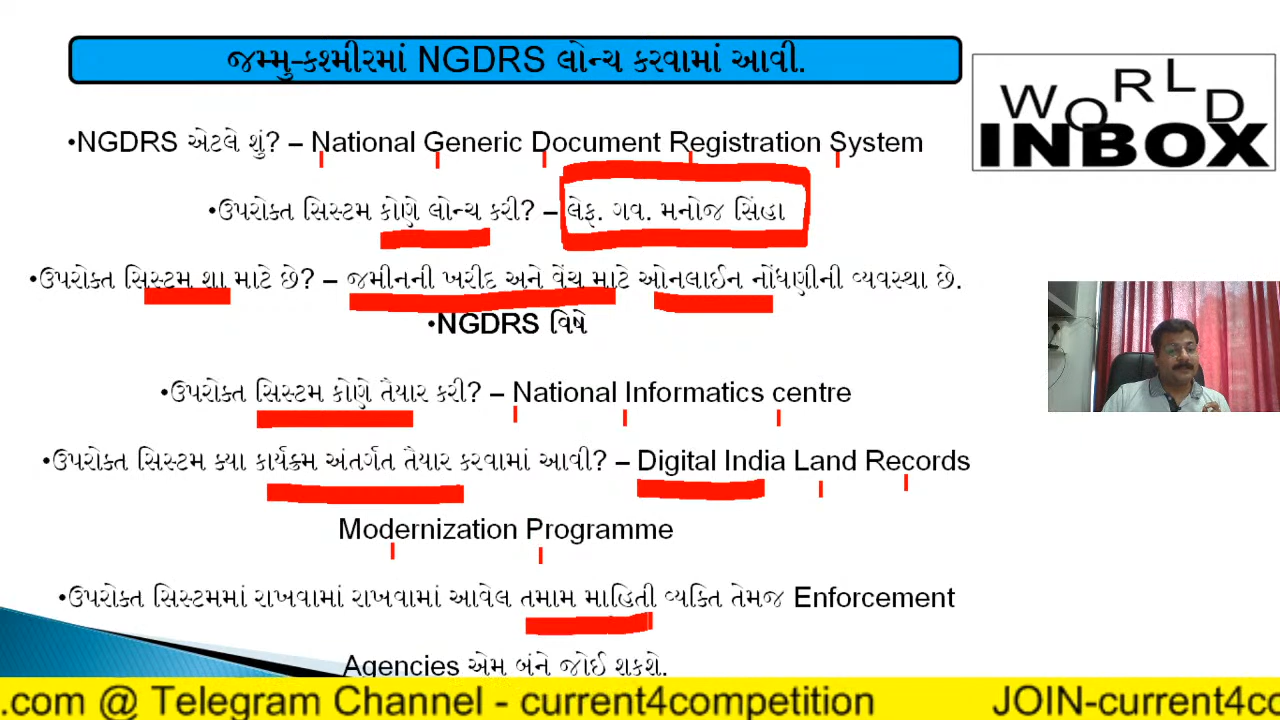 જમ્મુ-કશ્મીરમાં NGDRS લોન્ચ કરવામાં આવી.
WORLD
INBOX
•NGDRS એટલે શું? – National Generic Document Registration System
•ઉપરોક્ત સિસ્ટમ કોણે લોન્ચ કરી? – લેફ. ગવ. મનોજ સિંહા
•ઉપરોક્ત સિસ્ટમ શા માટે છે? – જમીનની ખરીદ અને વેંચ માટે ઓનલાઈન નોંધણીની વ્યવસ્થા છે.
•NGDRS વિષે
•ઉપરોક્ત સિસ્ટમ કોણે તૈયાર કરી? – National Informatics centre
•ઉપરોક્ત સિસ્ટમ ક્યા કાર્યક્રમ અંતર્ગત તૈયાર કરવામાં આવી? – Digital India Land Records
Modernization Programme
•ઉપરોક્ત સિસ્ટમમાં રાખવામાં રાખવામાં આવેલ તમામ માહિતી વ્યક્તિ તેમજ Enforcement
Agencies એમ બંને જોઈ શકશે.
.com @ Telegram Channel - current4competition JOIN-current4co